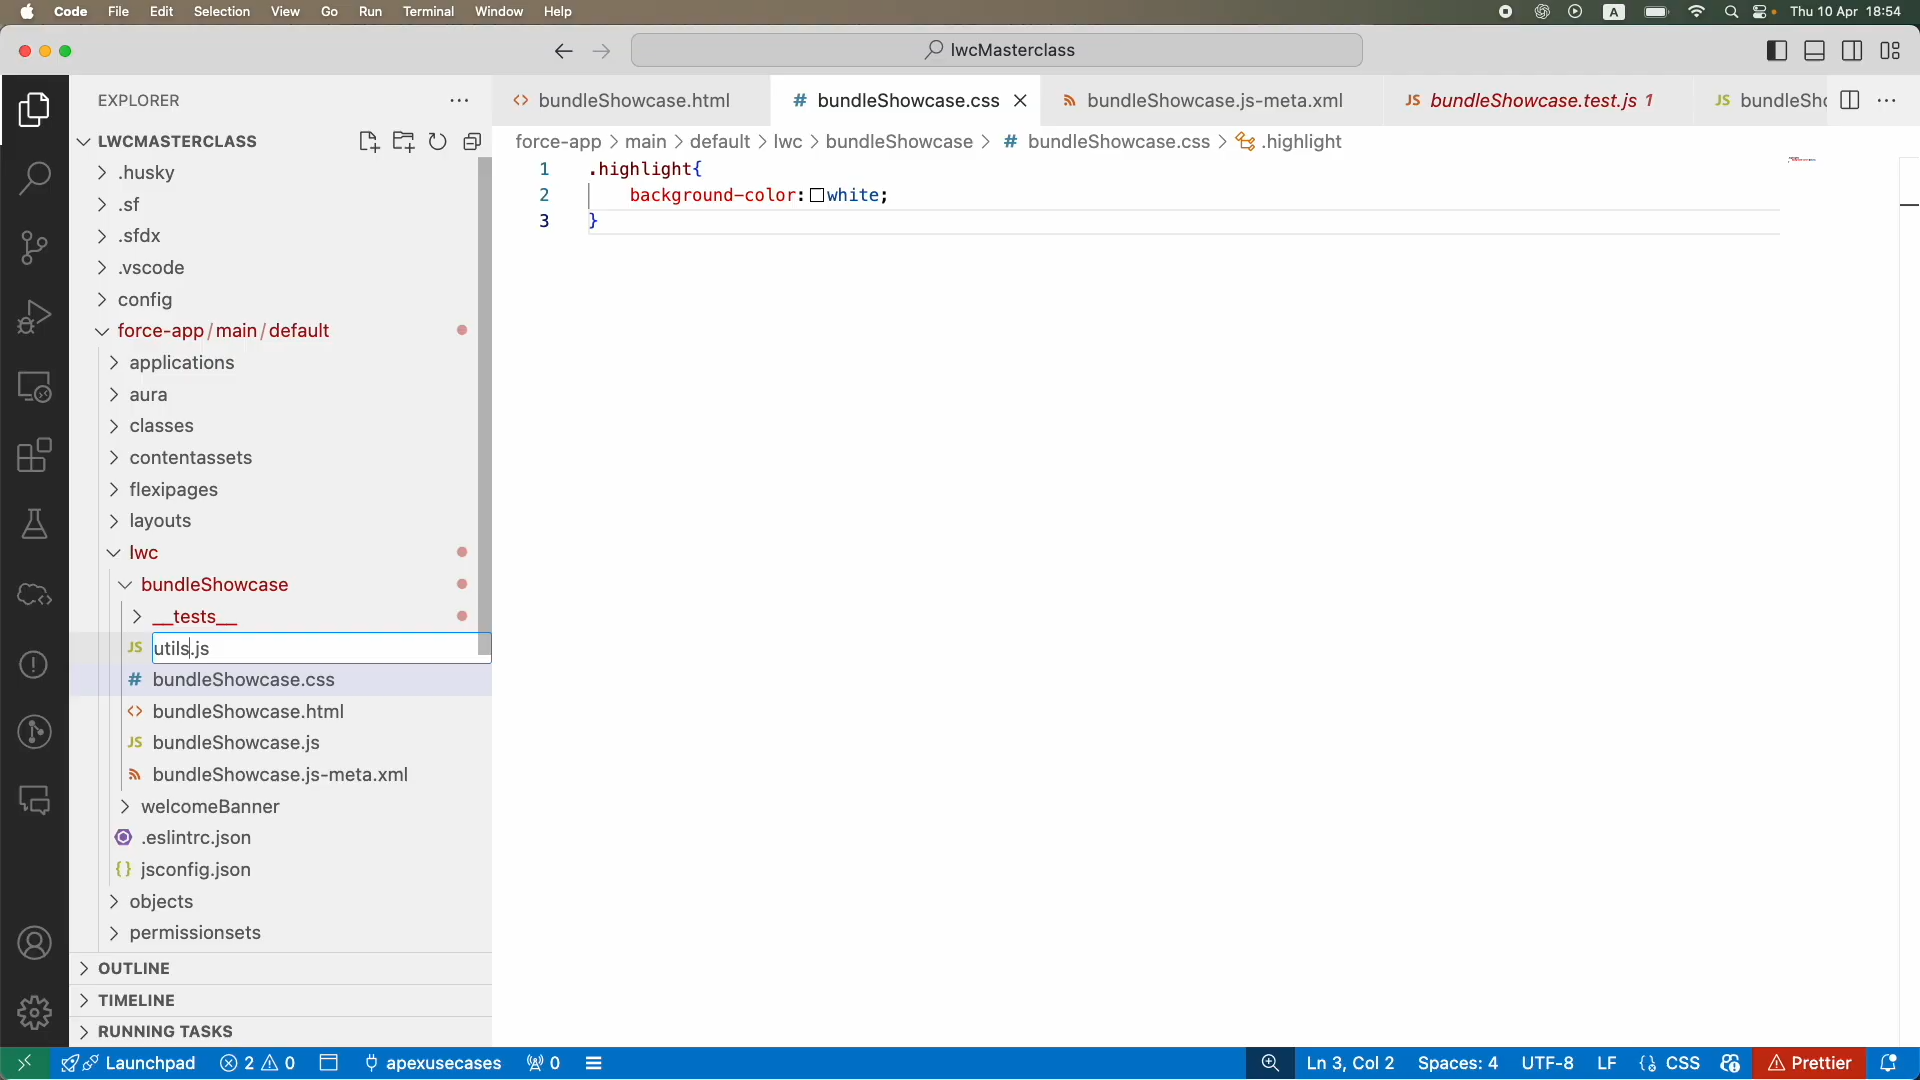 Code File Edit Selection View Go Run Terminal Window Help
A Thu 10 Apr 18:54
lwcMasterclass
EXPLORER
LWCMASTERCLASS
.husky
.sf
.sfdx
.vscode
config
force-app/main/default
applications
aura
classes
contentassets
flexipages
layouts
lwc
bundleShowcase
__tests__
utils.js
bundleShowcase.css
bundleShowcase.html
JS bundleShowcase.js
bundleShowcase.js-meta.xml
welcomeBanner
.eslintrc.json
{} jsconfig.json
objects
permissionsets
OUTLINE
TIMELINE
RUNNING TASKS
bundleShowcase.html # bundleShowcase.css bundleShowcase.js-meta.xml JS bundleShowcase.test.js 1 JS bundleSho
force-app > main > default > lwc > bundleShowcase > # bundleShowcase.css > .highlight
1 .highlight{
2 background-color: white;
3 }
Launchpad 2 0 apexusecases 0 Ln 3, Col 2 Spaces: 4 UTF-8 LF CSS Prettier